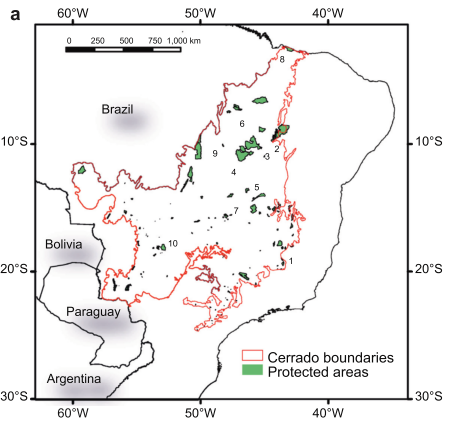 a
60°W 50°W 40°W
0 250 500 750 1,000 km
8
Brazil
6
2
10°S 10°S
9 3
4
5
7
Bolivia 10
1
20°S 20°S
Paraguay
Cerrado boundaries
Protected areas
Argentina
30°S 30°S
60°W 50°W 40°W